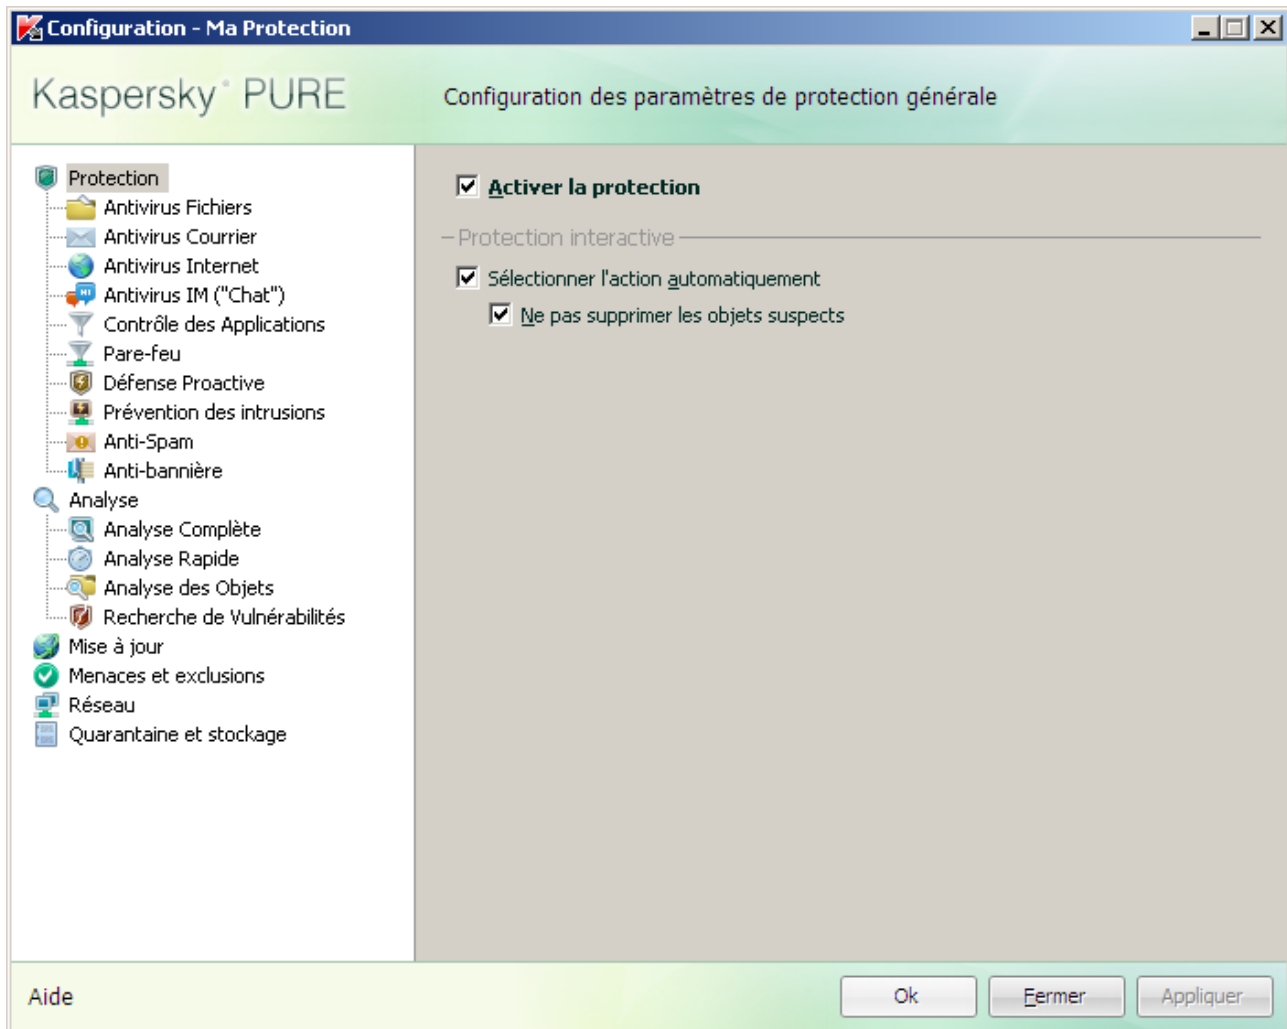 Configuration - Ma Protection
Kaspersky PURE
Configuration des paramètres de protection générale
Protection
Antivirus Fichiers
Antivirus Courrier
Antivirus Internet
Antivirus IM ("Chat")
Contrôle des Applications
Pare-feu
Défense Proactive
Prévention des intrusions
Anti-Spam
Anti-bannière
Analyse
Analyse Complète
Analyse Rapide
Analyse des Objets
Recherche de Vulnérabilités
Mise à jour
Menaces et exclusions
Réseau
Quarantaine et stockage
Activer la protection
Protection interactive
Sélectionner l'action automatiquement
Ne pas supprimer les objets suspects
Aide
Ok
Fermer
Appliquer